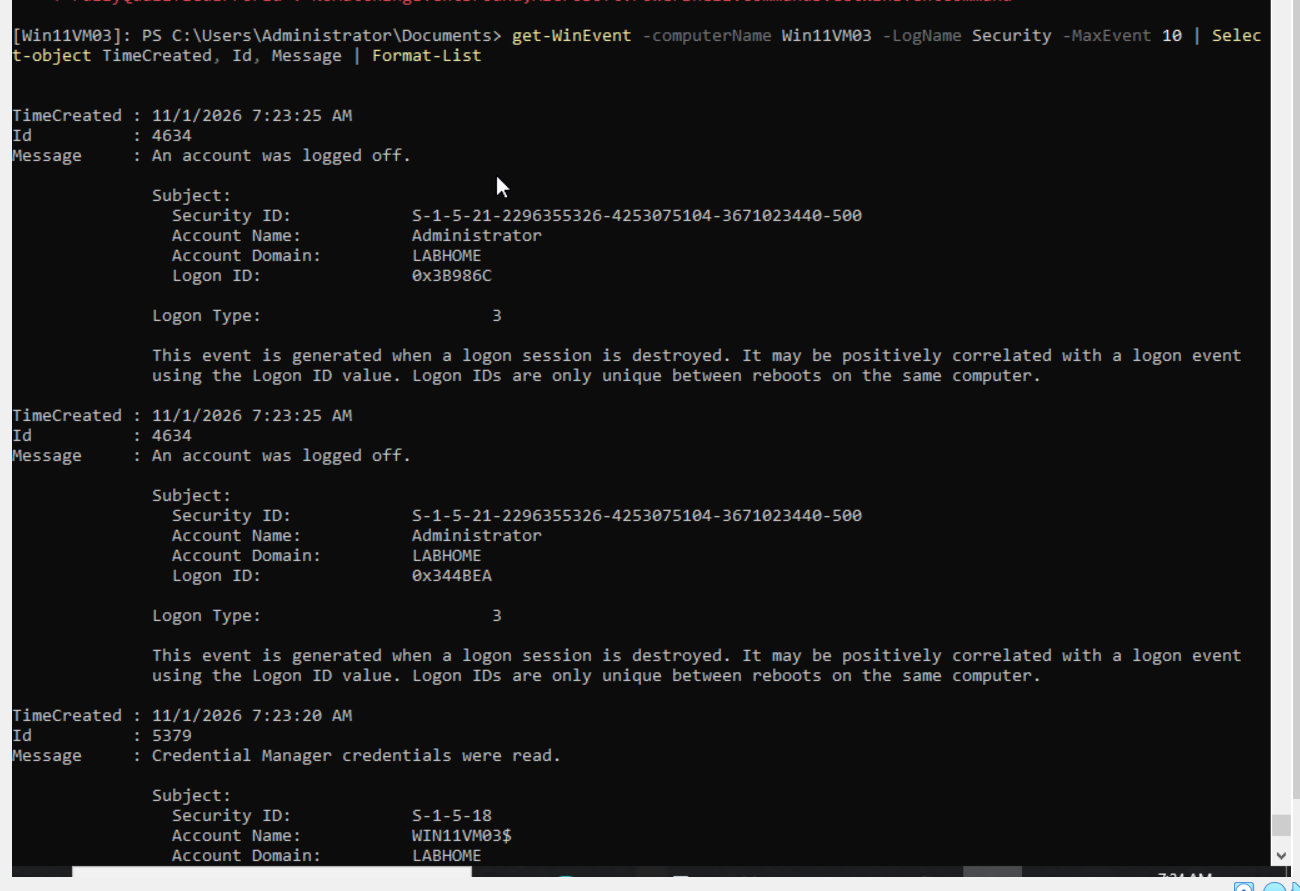 [Win11VM03]: PS C:\Users\Administrator\Documents> get-WinEvent -computerName Win11VM03 -LogName Security -MaxEvent 10 | Selec
t-object TimeCreated, Id, Message | Format-List
TimeCreated : 11/1/2026 7:23:25 AM
Id          : 4634
Message     : An account was logged off.
Subject:
Security ID: S-1-5-21-2296355326-4253075104-3671023440-500
Account Name: Administrator
Account Domain: LABHOME
Logon ID: 0x3B986C
Logon Type: 3
This event is generated when a logon session is destroyed. It may be positively correlated with a logon event
using the Logon ID value. Logon IDs are only unique between reboots on the same computer.
TimeCreated : 11/1/2026 7:23:25 AM
Id          : 4634
Message     : An account was logged off.
Subject:
Security ID: S-1-5-21-2296355326-4253075104-3671023440-500
Account Name: Administrator
Account Domain: LABHOME
Logon ID: 0x344BEA
Logon Type: 3
This event is generated when a logon session is destroyed. It may be positively correlated with a logon event
using the Logon ID value. Logon IDs are only unique between reboots on the same computer.
TimeCreated : 11/1/2026 7:23:20 AM
Id          : 5379
Message     : Credential Manager credentials were read.
Subject:
Security ID: S-1-5-18
Account Name: WIN11VM03$
Account Domain: LABHOME